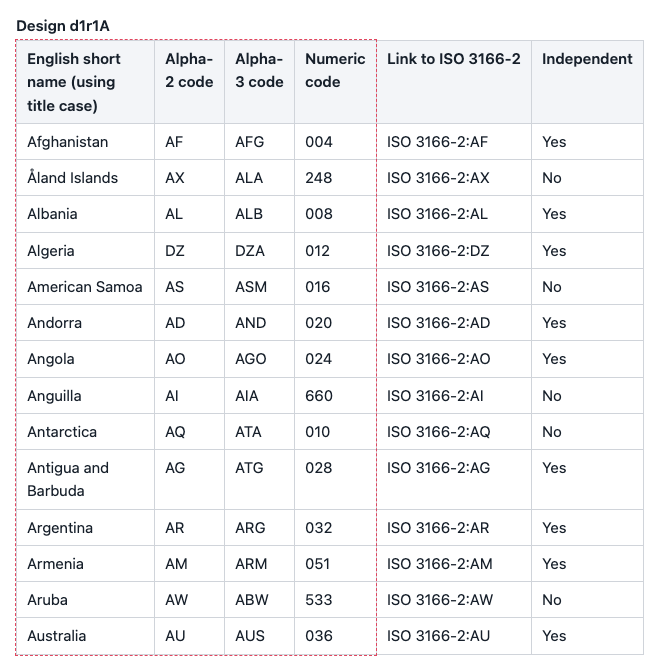 Design d1r1A
English short name (using title case) Alpha-2 code Alpha-3 code Numeric code Link to ISO 3166-2 Independent
Afghanistan AF AFG 004 ISO 3166-2:AF Yes
Åland Islands AX ALA 248 ISO 3166-2:AX No
Albania AL ALB 008 ISO 3166-2:AL Yes
Algeria DZ DZA 012 ISO 3166-2:DZ Yes
American Samoa AS ASM 016 ISO 3166-2:AS No
Andorra AD AND 020 ISO 3166-2:AD Yes
Angola AO AGO 024 ISO 3166-2:AO Yes
Anguilla AI AIA 660 ISO 3166-2:AI No
Antarctica AQ ATA 010 ISO 3166-2:AQ No
Antigua and Barbuda AG ATG 028 ISO 3166-2:AG Yes
Argentina AR ARG 032 ISO 3166-2:AR Yes
Armenia AM ARM 051 ISO 3166-2:AM Yes
Aruba AW ABW 533 ISO 3166-2:AW No
Australia AU AUS 036 ISO 3166-2:AU Yes